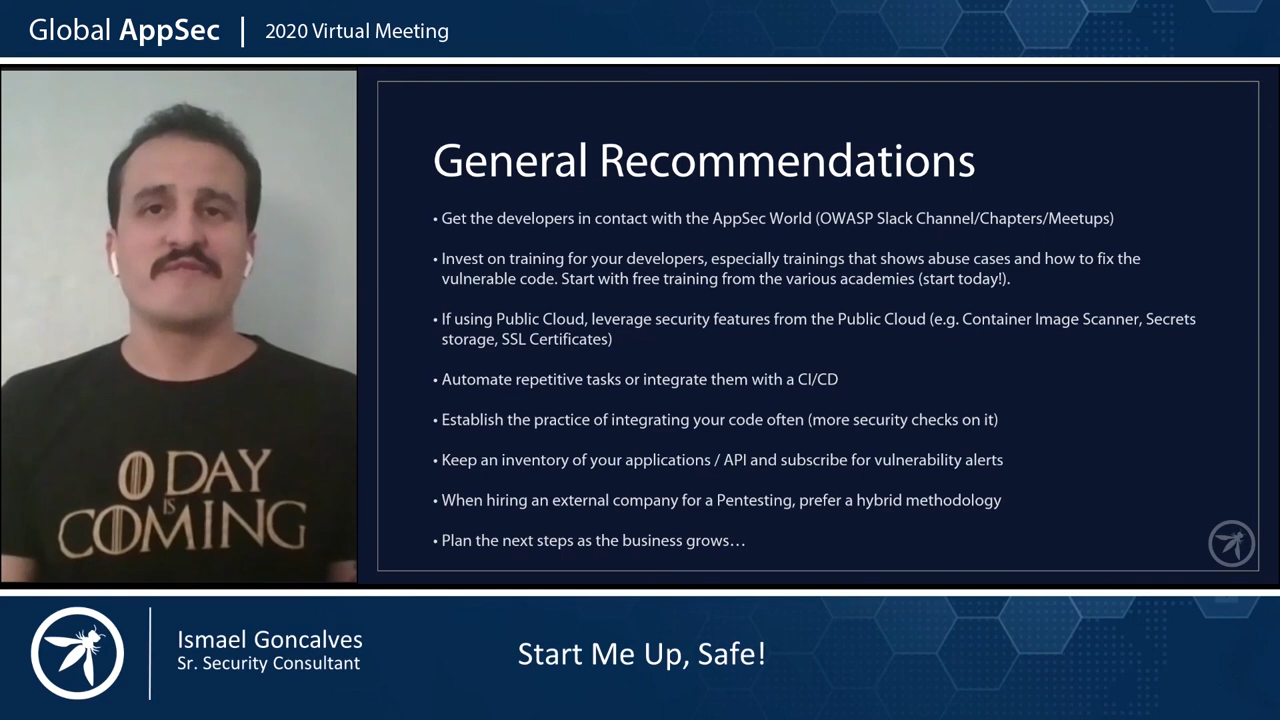 Global AppSec | 2020 Virtual Meeting
General Recommendations
• Get the developers in contact with the AppSec World (OWASP Slack Channel/Chapters/Meetups)
• Invest on training for your developers, especially trainings that shows abuse cases and how to fix the
vulnerable code. Start with free training from the various academies (start today!).
• If using Public Cloud, leverage security features from the Public Cloud (e.g. Container Image Scanner, Secrets
storage, SSL Certificates)
• Automate repetitive tasks or integrate them with a CI/CD
• Establish the practice of integrating your code often (more security checks on it)
• Keep an inventory of your applications / API and subscribe for vulnerability alerts
• When hiring an external company for a Pentesting, prefer a hybrid methodology
• Plan the next steps as the business grows…
0 DAY
IS
COMING
Ismael Goncalves
Sr. Security Consultant
Start Me Up, Safe!